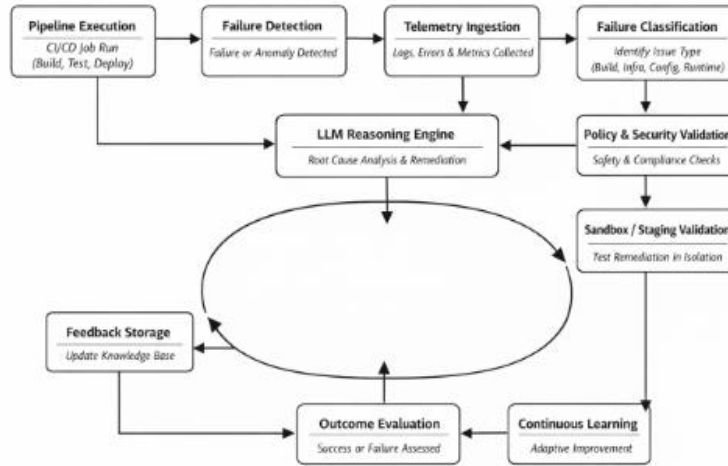 Pipeline Execution
CI/CD Job Run
(Build, Test, Deploy)
Failure Detection
Failure or Anomaly Detected
Telemetry Ingestion
Logs, Errors & Metrics Collected
Failure Classification
Identify Issue Type
(Build, Infra, Config, Runtime)
LLM Reasoning Engine
Root Cause Analysis & Remediation
Policy & Security Validation
Safety & Compliance Checks
Sandbox / Staging Validation
Test Remediation in Isolation
Feedback Storage
Update Knowledge Base
Outcome Evaluation
Success or Failure Assessed
Continuous Learning
Adaptive Improvement